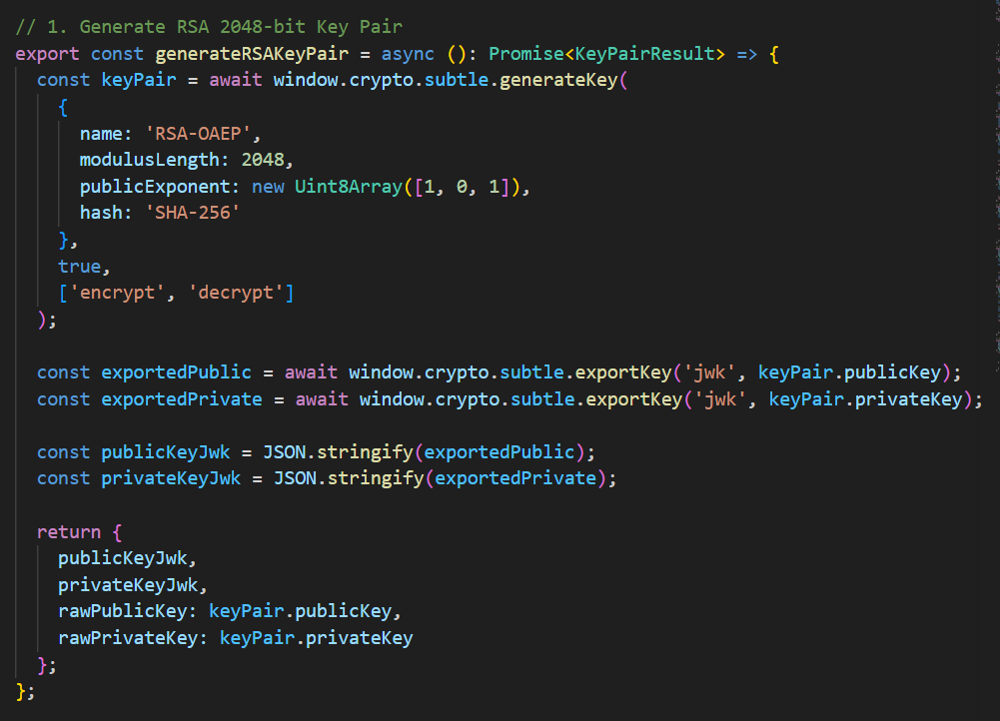 // 1. Generate RSA 2048-bit Key Pair
export const generateRSAKeyPair = async (): Promise<KeyPairResult> => {
  const keyPair = await window.crypto.subtle.generateKey(
    {
      name: 'RSA-OAEP',
      modulusLength: 2048,
      publicExponent: new Uint8Array([1, 0, 1]),
      hash: 'SHA-256'
    },
    true,
    ['encrypt', 'decrypt']
  );

  const exportedPublic = await window.crypto.subtle.exportKey('jwk', keyPair.publicKey);
  const exportedPrivate = await window.crypto.subtle.exportKey('jwk', keyPair.privateKey);

  const publicKeyJwk = JSON.stringify(exportedPublic);
  const privateKeyJwk = JSON.stringify(exportedPrivate);

  return {
    publicKeyJwk,
    privateKeyJwk,
    rawPublicKey: keyPair.publicKey,
    rawPrivateKey: keyPair.privateKey
  };
};